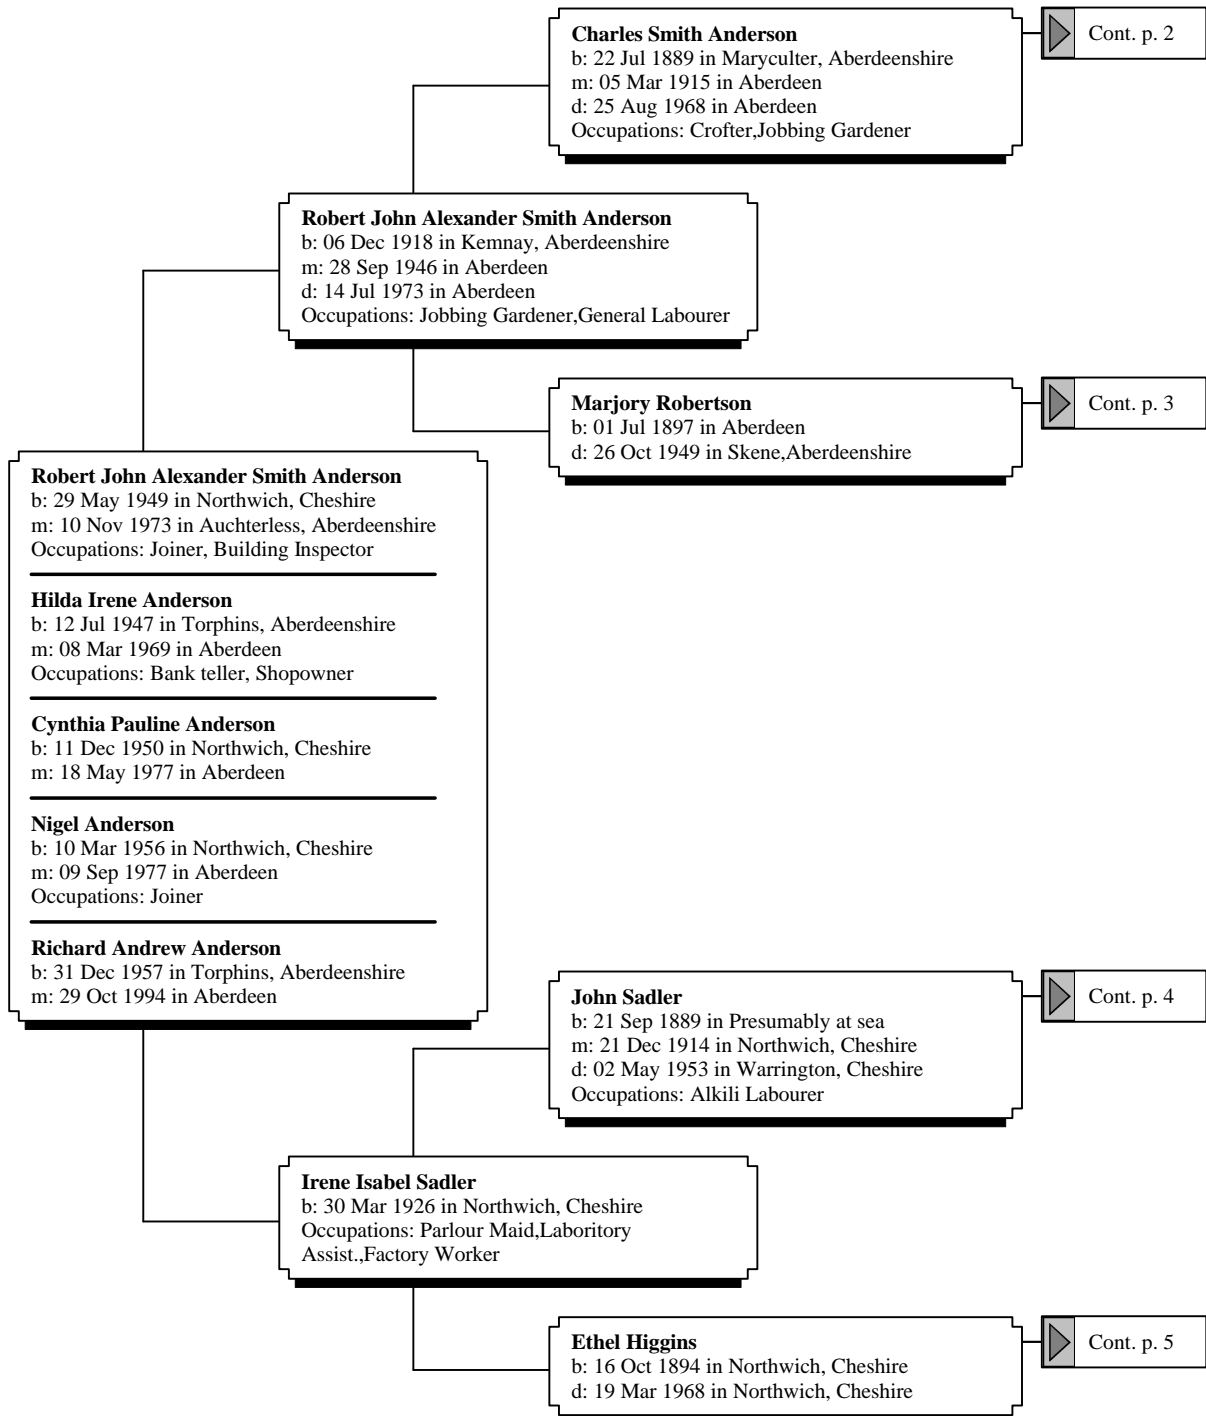 Charles Smith Anderson
b: 22 Jul 1889 in Maryculter, Aberdeenshire
m: 05 Mar 1915 in Aberdeen
d: 25 Aug 1968 in Aberdeen
Occupations: Crofter,Jobbing Gardener
Cont. p. 2
Robert John Alexander Smith Anderson
b: 06 Dec 1918 in Kemnay, Aberdeenshire
m: 28 Sep 1946 in Aberdeen
d: 14 Jul 1973 in Aberdeen
Occupations: Jobbing Gardener,General Labourer
Marjory Robertson
b: 01 Jul 1897 in Aberdeen
d: 26 Oct 1949 in Skene,Aberdeenshire
Cont. p. 3
Robert John Alexander Smith Anderson
b: 29 May 1949 in Northwich, Cheshire
m: 10 Nov 1973 in Auchterless, Aberdeenshire
Occupations: Joiner, Building Inspector
Hilda Irene Anderson
b: 12 Jul 1947 in Torphins, Aberdeenshire
m: 08 Mar 1969 in Aberdeen
Occupations: Bank teller, Shopowner
Cynthia Pauline Anderson
b: 11 Dec 1950 in Northwich, Cheshire
m: 18 May 1977 in Aberdeen
Nigel Anderson
b: 10 Mar 1956 in Northwich, Cheshire
m: 09 Sep 1977 in Aberdeen
Occupations: Joiner
Richard Andrew Anderson
b: 31 Dec 1957 in Torphins, Aberdeenshire
m: 29 Oct 1994 in Aberdeen
John Sadler
b: 21 Sep 1889 in Presumably at sea
m: 21 Dec 1914 in Northwich, Cheshire
d: 02 May 1953 in Warrington, Cheshire
Occupations: Alkili Labourer
Cont. p. 4
Irene Isabel Sadler
b: 30 Mar 1926 in Northwich, Cheshire
Occupations: Parlour Maid,Laboritory
Assist.,Factory Worker
Ethel Higgins
b: 16 Oct 1894 in Northwich, Cheshire
d: 19 Mar 1968 in Northwich, Cheshire
Cont. p. 5